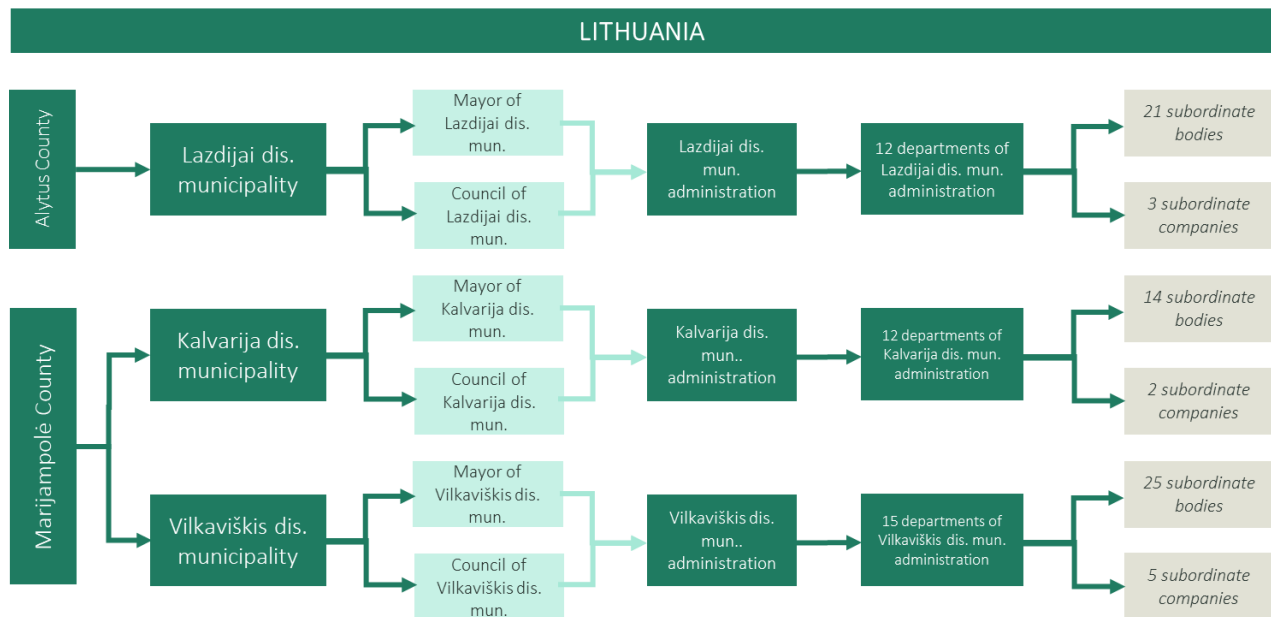 LITHUANIA
Alytus County
Lazdijai dis.
municipality
Mayor of
Lazdijai dis.
mun.
Council of
Lazdijai dis.
mun.
Lazdijai dis.
mun.
administration
12 departments of
Lazdijai dis. mun.
administration
21 subordinate
bodies
3 subordinate
companies
Marijampolė County
Kalvarija dis.
municipality
Mayor of
Kalvarija dis.
mun.
Council of
Kalvarija dis.
mun.
Kalvarija dis.
mun..
administration
12 departments of
Kalvarija dis. mun.
administration
14 subordinate
bodies
2 subordinate
companies
Vilkaviškis dis.
municipality
Mayor of
Vilkaviškis dis.
mun.
Council of
Vilkaviškis dis.
mun.
Vilkaviškis dis.
mun..
administration
15 departments of
Vilkaviškis dis. mun.
administration
25 subordinate
bodies
5 subordinate
companies